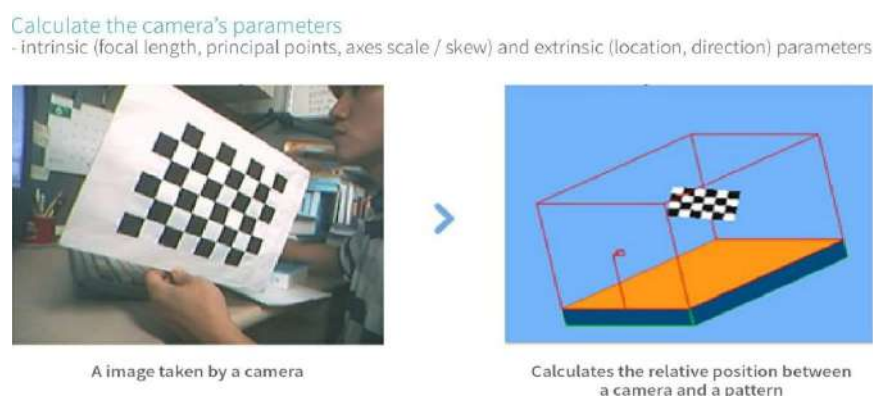 Calculate the camera's parameters
- intrinsic (focal length, principal points, axes scale / skew) and extrinsic (location, direction) parameters
A image taken by a camera
Calculates the relative position between
a camera and a pattern